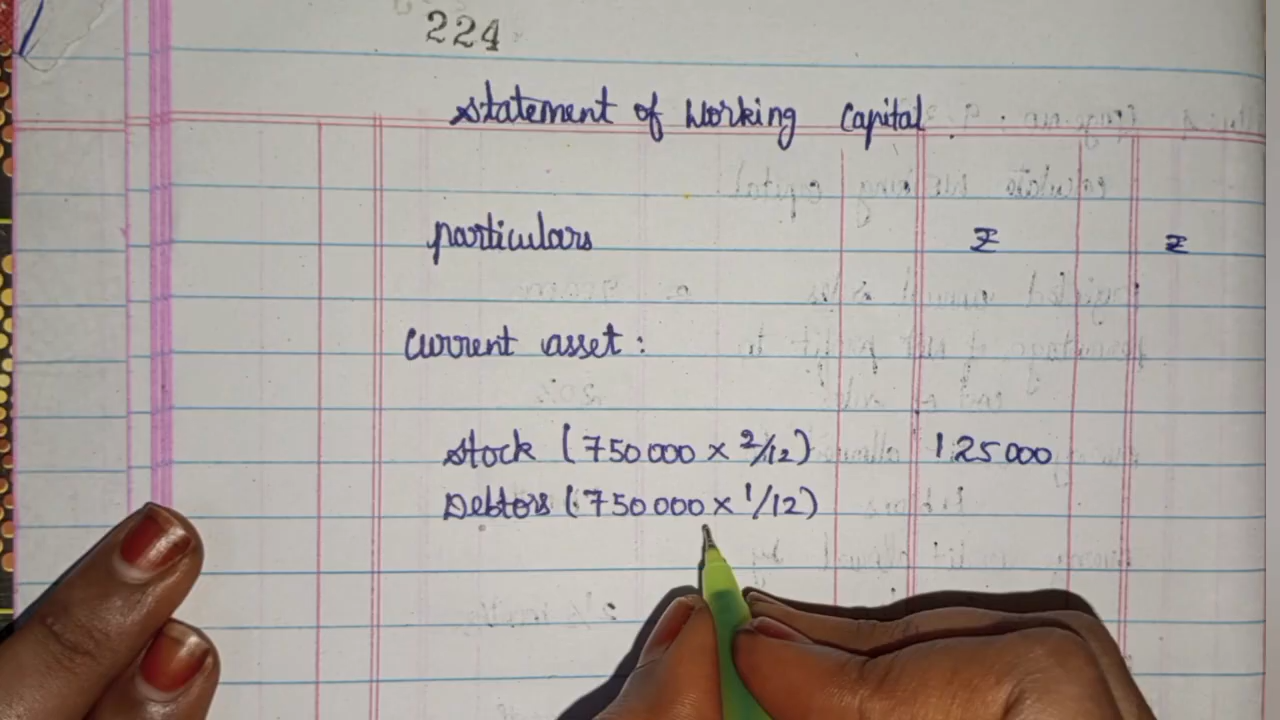 224
Statement of Working Capital
particulars ₹ ₹
Current asset :
Stock (750000 × 2/12) 125000
Debtors (750000 × 1/12)